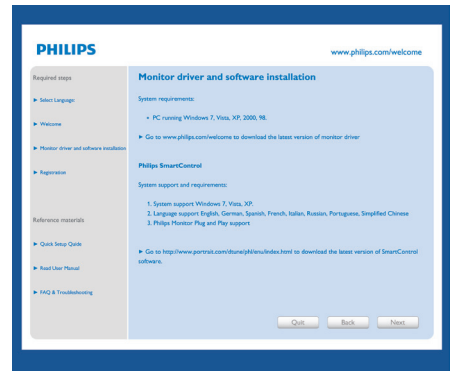 PHILIPS
www.philips.com/welcome
Required steps
Select Language
Welcome
Monitor driver and software installation
Registration
Reference materials
Quick Setup Guide
Read User Manual
FAQ & Troubleshooting
Monitor driver and software installation
System requirements:
• PC running Windows 7, Vista, XP, 2000, 98.
Go to www.philips.com/welcome to download the latest version of monitor driver
Philips SmartControl
System support and requirements:
1. System support Windows 7, Vista, XP.
2. Language support English, German, Spanish, French, Italian, Russian, Portuguese, Simplified Chinese
3. Philips Monitor Plug and Play support
Go to http://www.portrait.com/dtune/phl/enu/index.html to download the latest version of SmartControl
software.
Quit
Back
Next